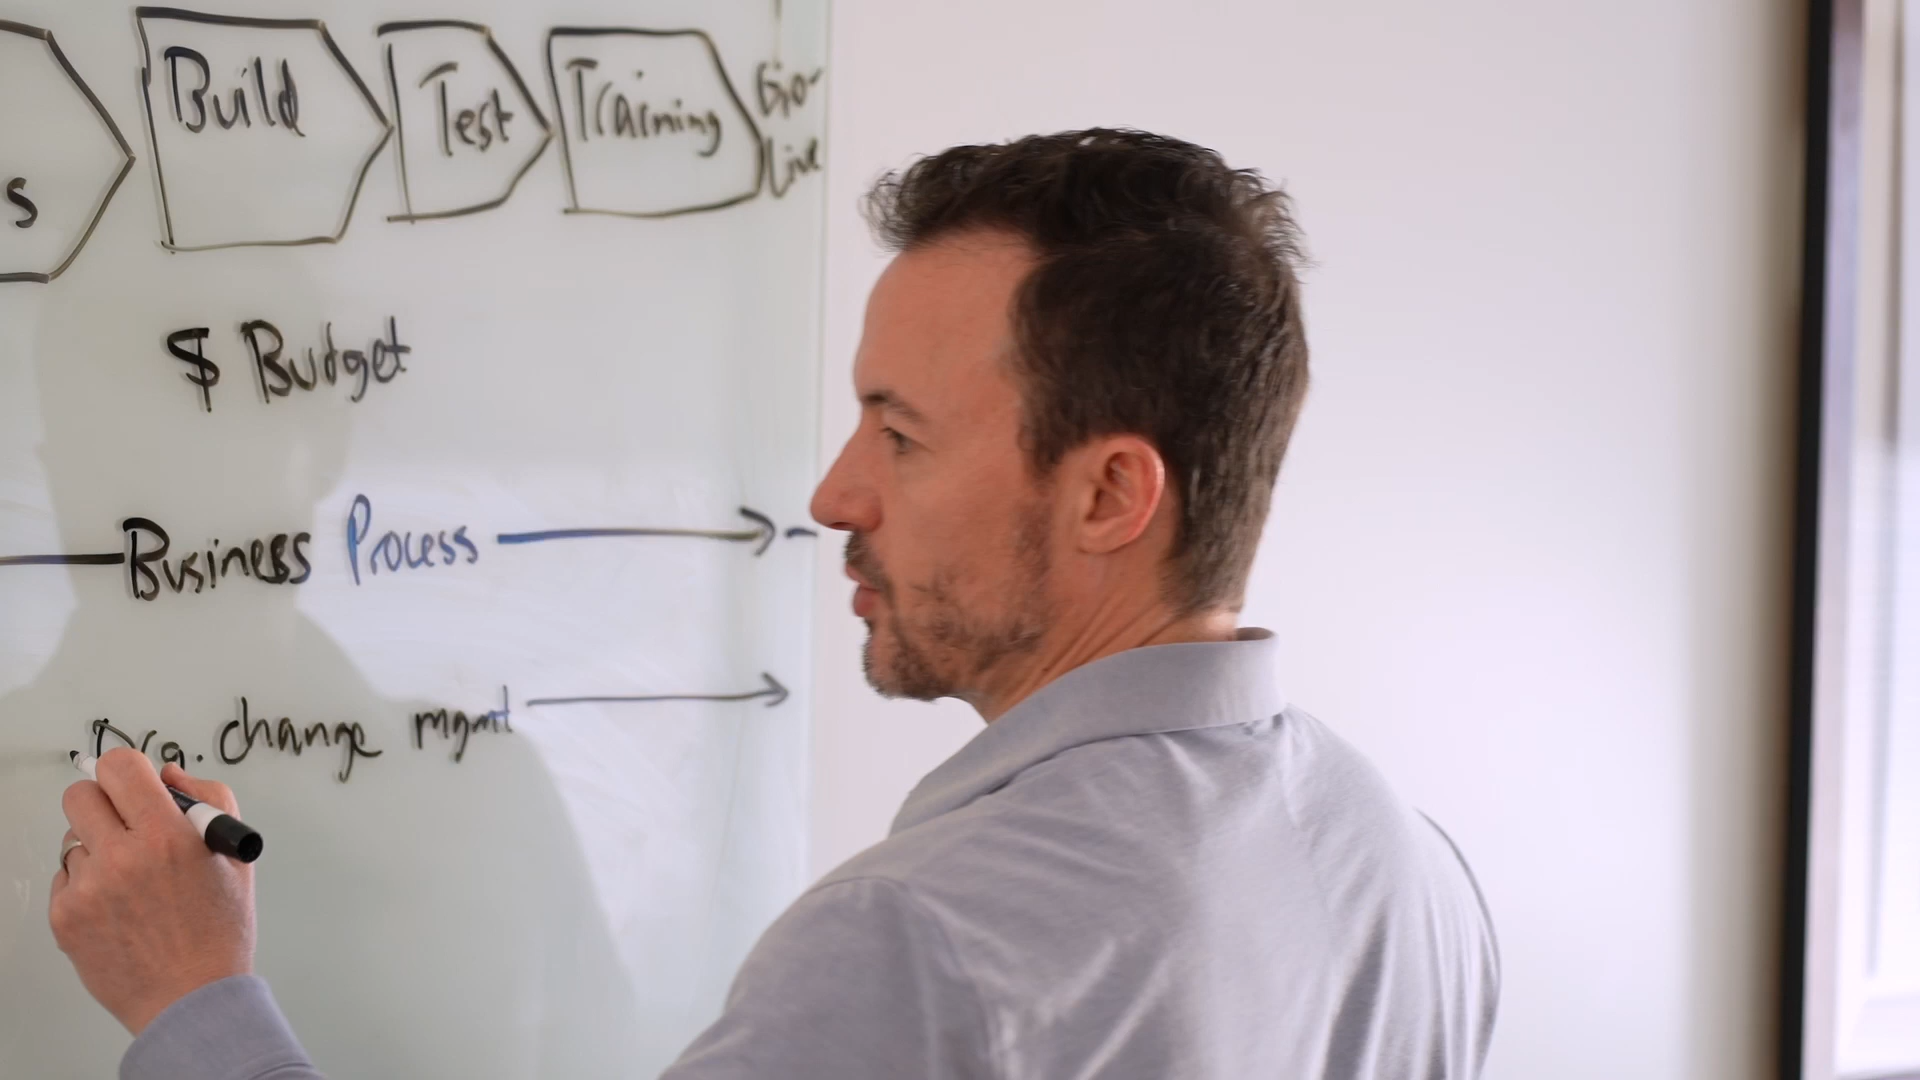 s
Build
Test
Training
Go-
Live
$ Budget
Business Process
Org. change mgmt